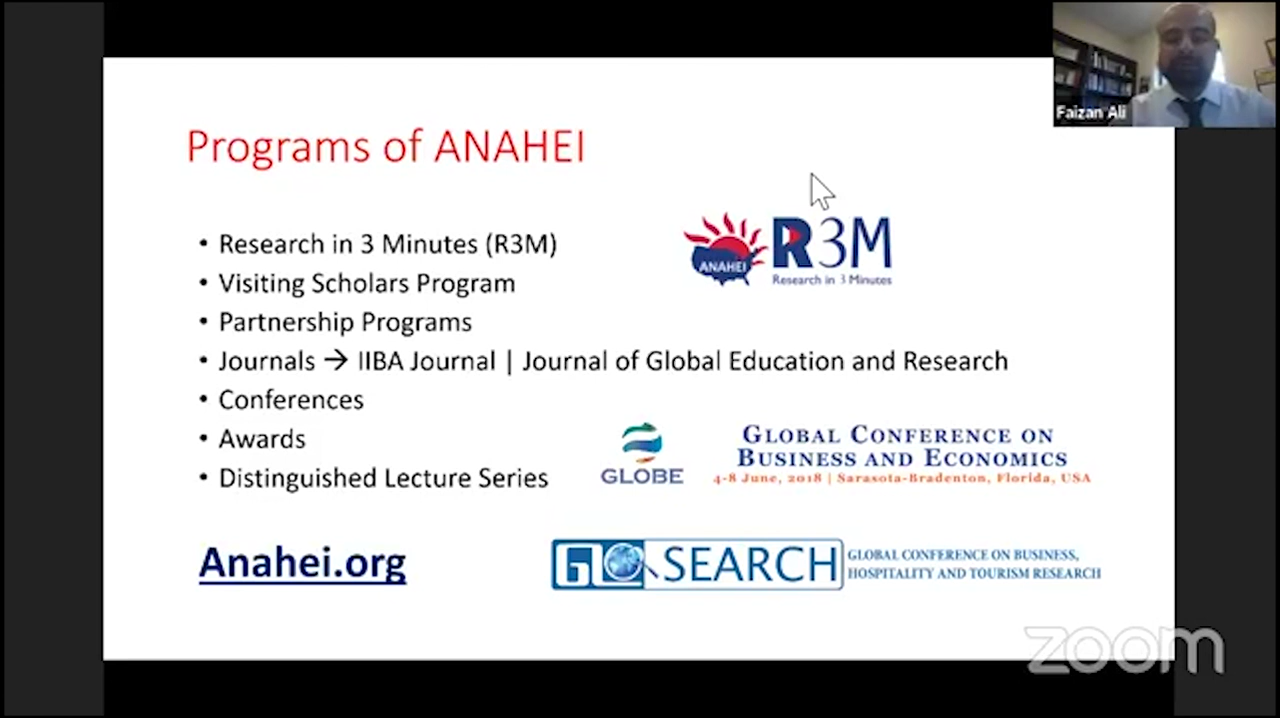 Faizan Ali
Programs of ANAHEI
• Research in 3 Minutes (R3M)
• Visiting Scholars Program
• Partnership Programs
• Journals → IIBA Journal | Journal of Global Education and Research
• Conferences
• Awards
• Distinguished Lecture Series
Anahei.org
ANAHEI
R3M
Research in 3 Minutes
GLOBE
GLOBAL CONFERENCE ON
BUSINESS AND ECONOMICS
4-8 June, 2018 | Sarasota-Bradenton, Florida, USA
GLOSEARCH
GLOBAL CONFERENCE ON BUSINESS,
HOSPITALITY AND TOURISM RESEARCH
zoom